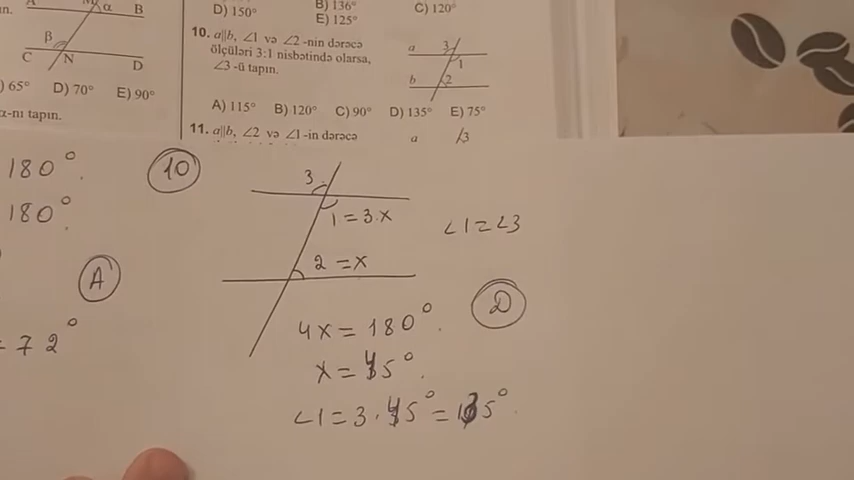 A M α B
β
C N D
65° D) 70° E) 90°
α-nı tapın.
D) 150° B) 136° C) 120°
E) 125°
10. a∥b, ∠1 və ∠2-nin dərəcə
ölçüləri 3:1 nisbətində olarsa,
∠3-ü tapın.
a 3
1
b 2
A) 115° B) 120° C) 90° D) 135° E) 75°
11. a∥b, ∠2 və ∠1-in dərəcə
a 3
180°.
180°.
A
= 72°
10
3
1 = 3·x
∠1 = ∠3
2 = x
4x = 180°.
D
x = 45°.
∠1 = 3·45° = 135°.